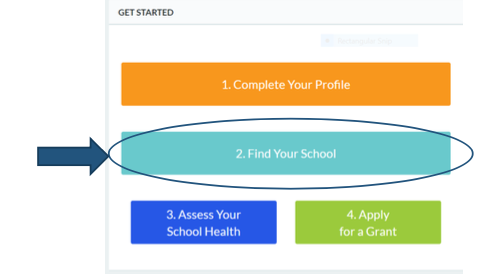 GET STARTED
1. Complete Your Profile
2. Find Your School
3. Assess Your
School Health
4. Apply
for a Grant